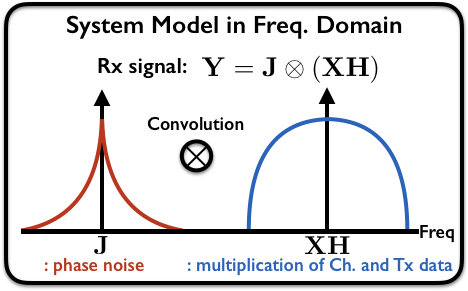 System Model in Freq. Domain
Rx signal: Y = J ⊗ (XH)
Convolution
Freq
J XH
: phase noise : multiplication of Ch. and Tx data